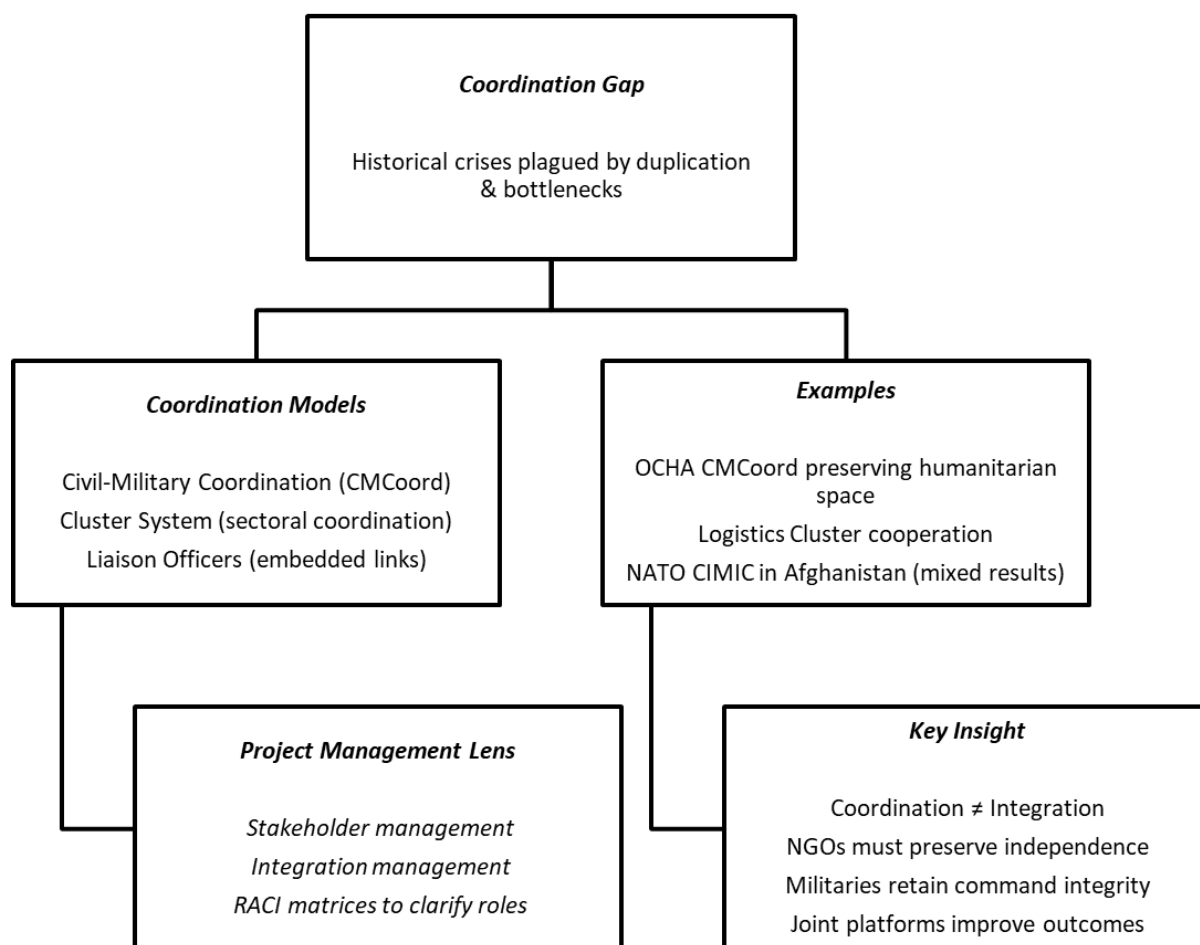 Coordination Gap
Historical crises plagued by duplication
& bottlenecks
Coordination Models
Civil-Military Coordination (CMCoord)
Cluster System (sectoral coordination)
Liaison Officers (embedded links)
Examples
OCHA CMCoord preserving humanitarian
space
Logistics Cluster cooperation
NATO CIMIC in Afghanistan (mixed results)
Project Management Lens
Stakeholder management
Integration management
RACI matrices to clarify roles
Key Insight
Coordination ≠ Integration
NGOs must preserve independence
Militaries retain command integrity
Joint platforms improve outcomes